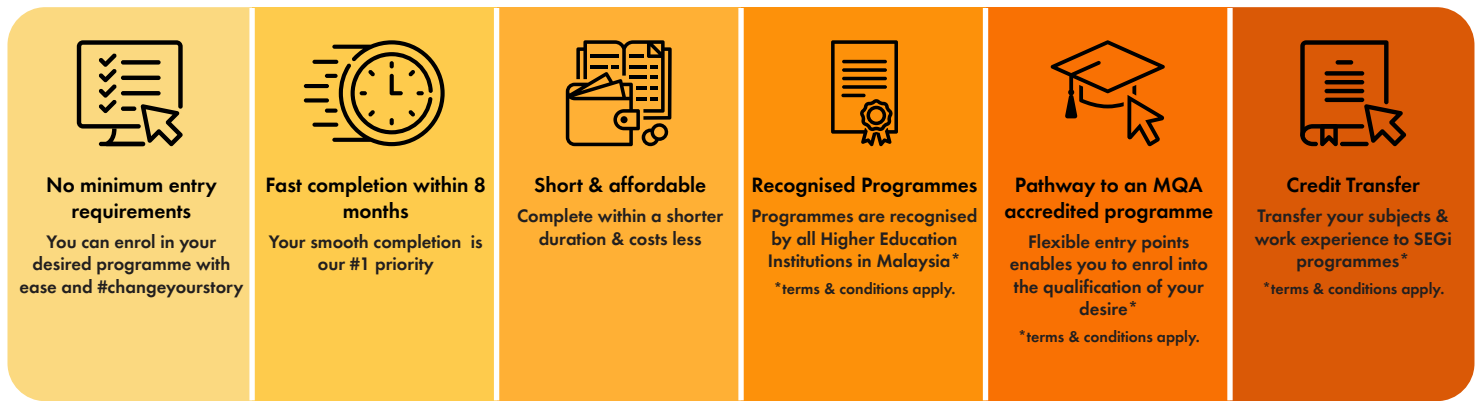 No minimum entry
requirements
You can enrol in your
desired programme with
ease and #changeyourstory
Fast completion within 8
months
Your smooth completion is
our #1 priority
Short & affordable
Complete within a shorter
duration & costs less
Recognised Programmes
Programmes are recognised
by all Higher Education
Institutions in Malaysia*
*terms & conditions apply.
Pathway to an MQA
accredited programme
Flexible entry points
enables you to enrol into
the qualification of your
desire*
*terms & conditions apply.
Credit Transfer
Transfer your subjects &
work experience to SEGi
programmes*
*terms & conditions apply.